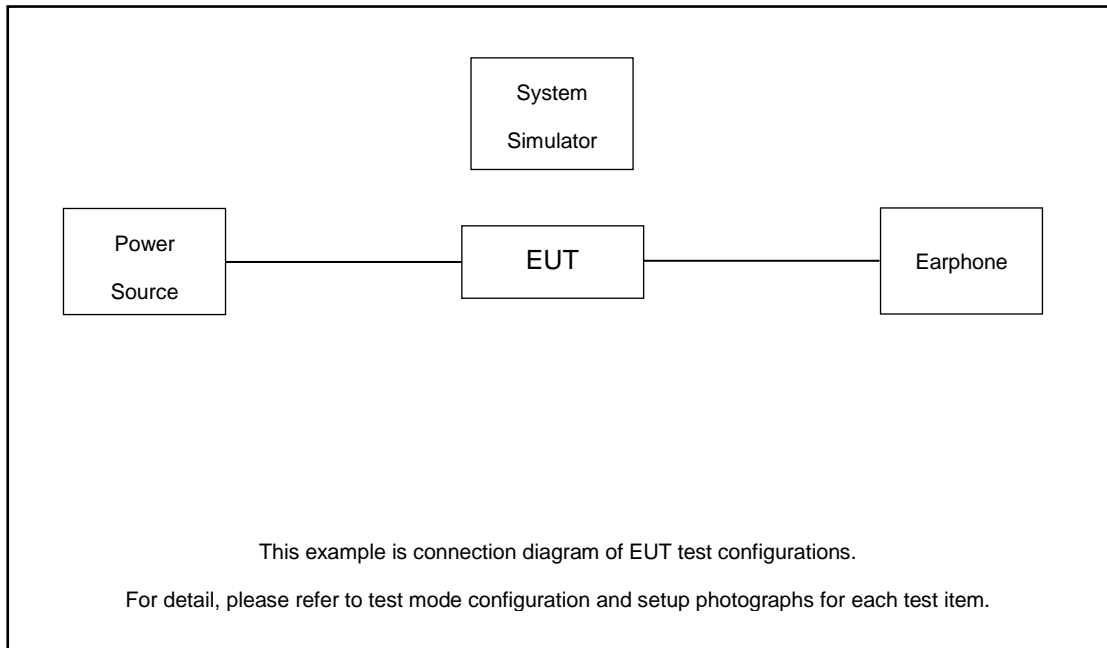 System
Simulator
Power
Source
EUT
Earphone
This example is connection diagram of EUT test configurations.
For detail, please refer to test mode configuration and setup photographs for each test item.